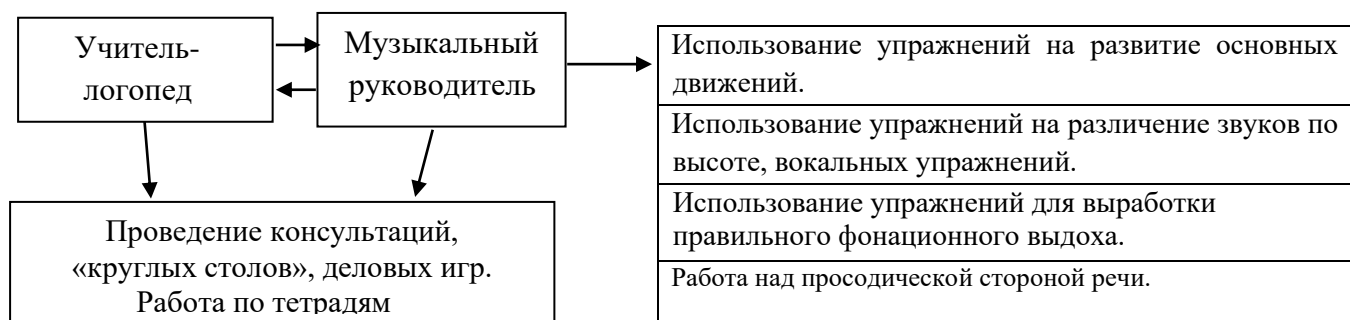 Учитель-
логопед
Музыкальный
руководитель
Использование упражнений на развитие основных
движений.
Использование упражнений на различение звуков по
высоте, вокальных упражнений.
Использование упражнений для выработки
правильного фонационного выдоха.
Работа над просодической стороной речи.
Проведение консультаций,
«круглых столов», деловых игр.
Работа по тетрадям